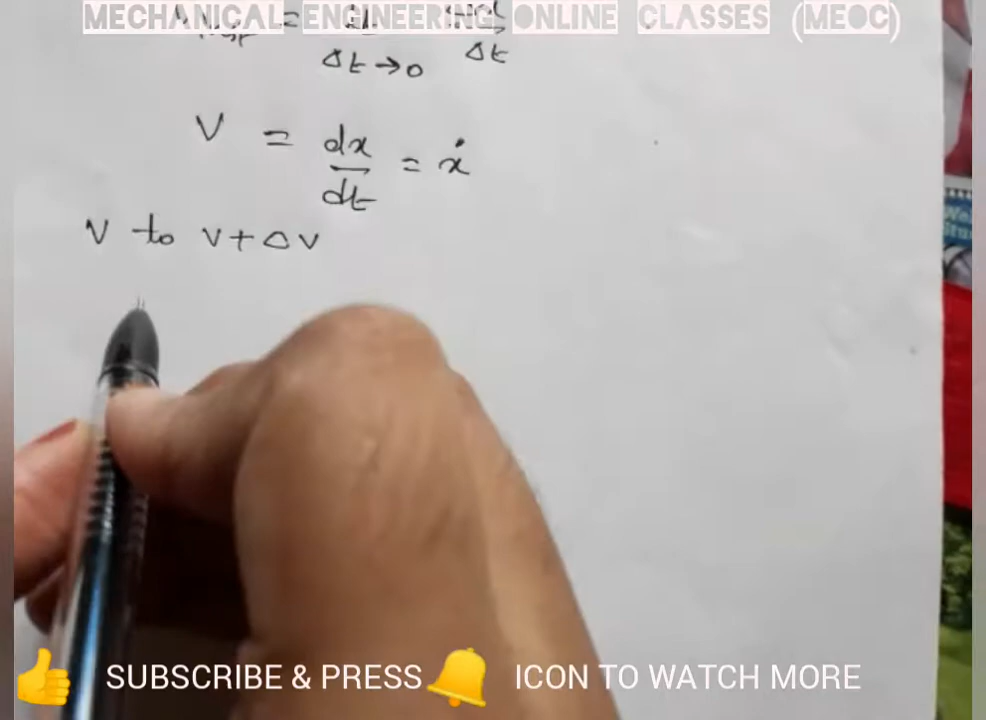 MECHANICAL ENGINEERING ONLINE CLASSES (MEOC)
Δt → 0 Δt
V = dx/dt = ẋ
v to v+Δv
SUBSCRIBE & PRESS ICON TO WATCH MORE